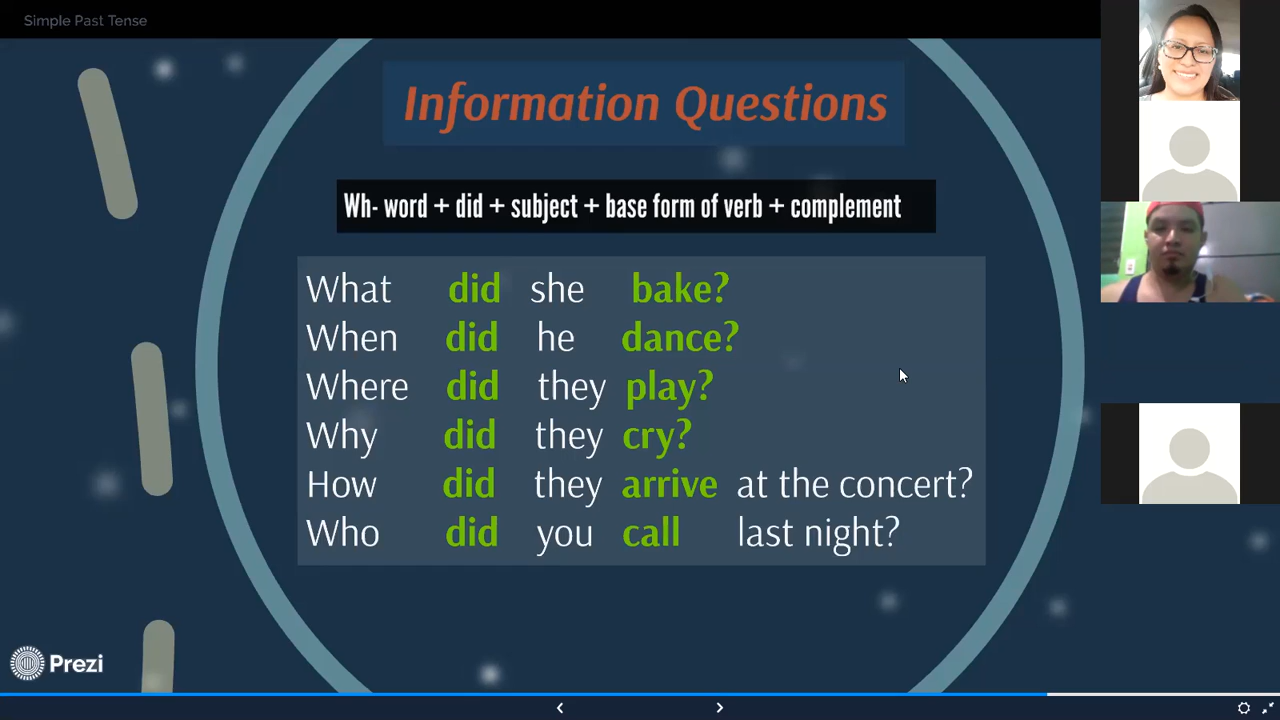 Simple Past Tense
Information Questions
Wh- word + did + subject + base form of verb + complement
What did she bake?
When did he dance?
Where did they play?
Why did they cry?
How did they arrive at the concert?
Who did you call last night?
Prezi